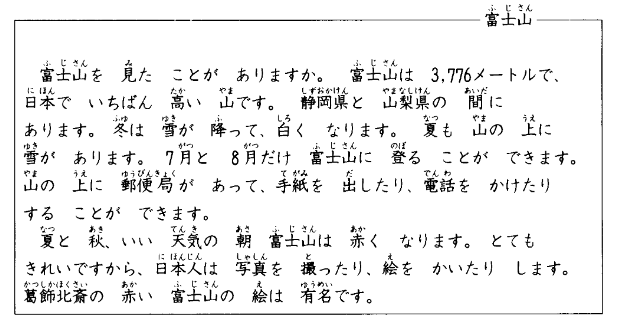 富士山
富士山を 見た ことが ありますか。 富士山は 3,776メートルで、
日本で いちばん 高い 山です。 静岡県と 山梨県の 間に
あります。 冬は 雪が 降って、白く なります。 夏も 山の 上に
雪が あります。 7月と 8月だけ 富士山に 登る ことが できます。
山の 上に 郵便局が あって、手紙を 出したり、電話を かけたり
する ことが できます。
夏と 秋、いい 天気の 朝 富士山は 赤く なります。 とても
きれいですから、日本人は 写真を 撮ったり、絵を かいたり します。
葛飾北斎の 赤い 富士山の 絵は 有名です。